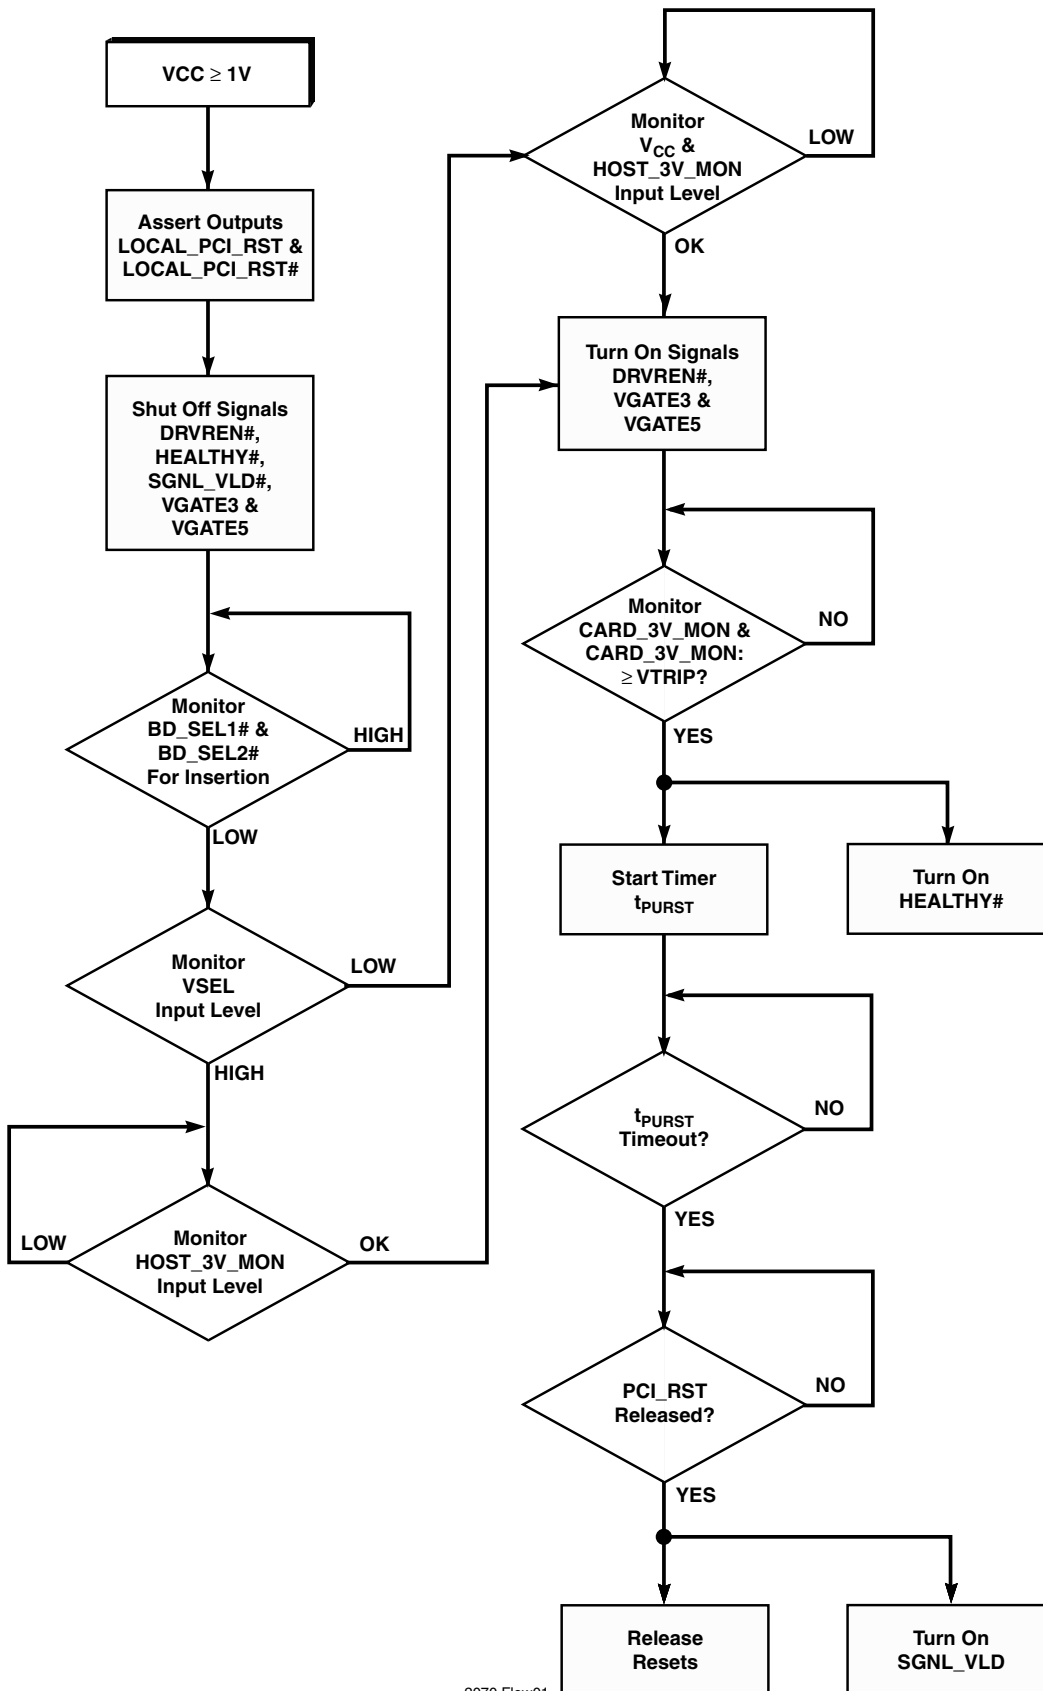 VCC ≥ 1V
Assert Outputs
LOCAL_PCI_RST &
LOCAL_PCI_RST#
Shut Off Signals
DRVREN#,
HEALTHY#,
SGNL_VLD#,
VGATE3 &
VGATE5
Monitor
BD_SEL1# &
BD_SEL2#
For Insertion
HIGH
LOW
Monitor
VSEL
Input Level
LOW
HIGH
Monitor
HOST_3V_MON
Input Level
LOW
OK
Monitor
VCC &
HOST_3V_MON
Input Level
LOW
OK
Turn On Signals
DRVREN#,
VGATE3 &
VGATE5
Monitor
CARD_3V_MON &
CARD_3V_MON:
≥ VTRIP?
NO
YES
Start Timer
tPURST
Turn On
HEALTHY#
tPURST
Timeout?
NO
YES
PCI_RST
Released?
NO
YES
Release
Resets
Turn On
SGNL_VLD